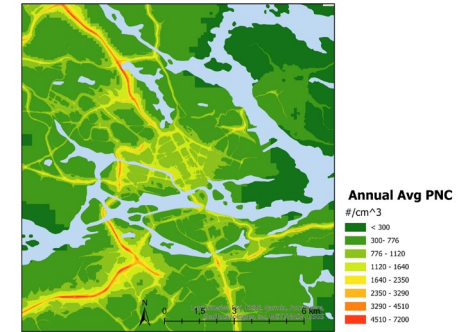 Annual Avg PNC
#/cm^3
< 300
300- 776
776 - 1120
1120 - 1640
1640 - 2350
2350 - 3290
3290 - 4510
4510 - 7200
N
0 1,5 3 6 km